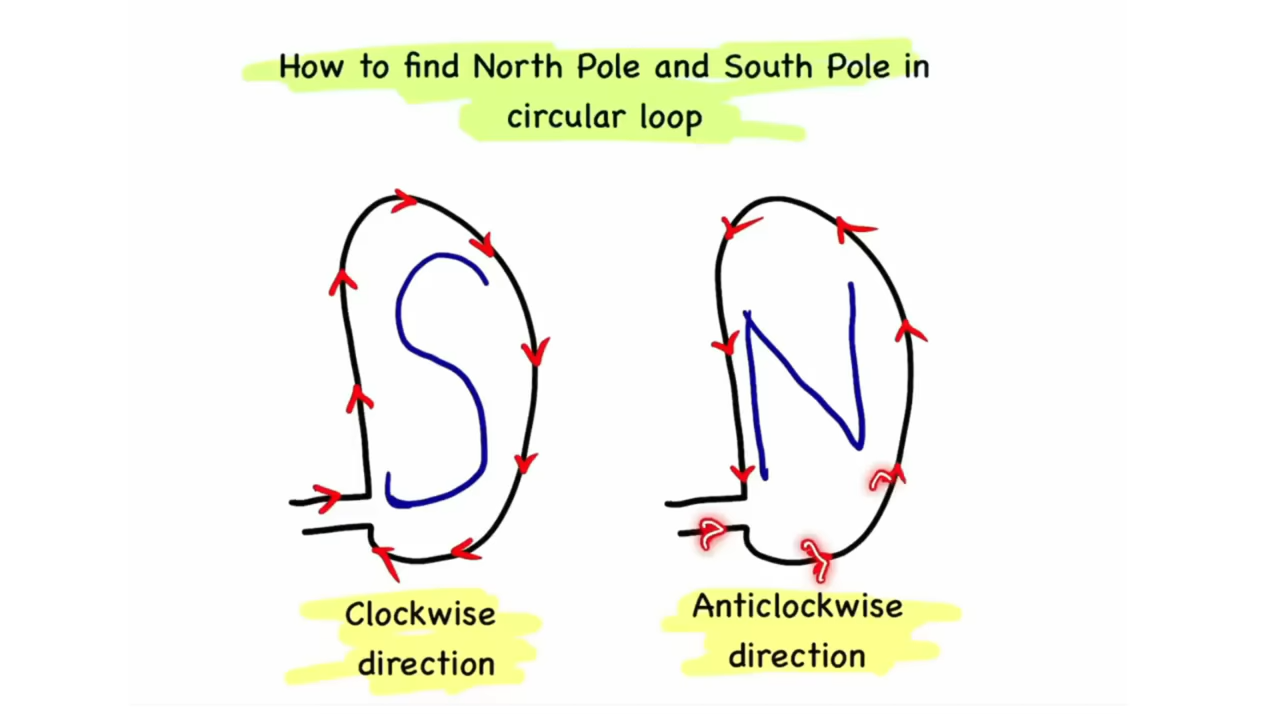 How to find North Pole and South Pole in
circular loop
S
N
Clockwise
direction
Anticlockwise
direction